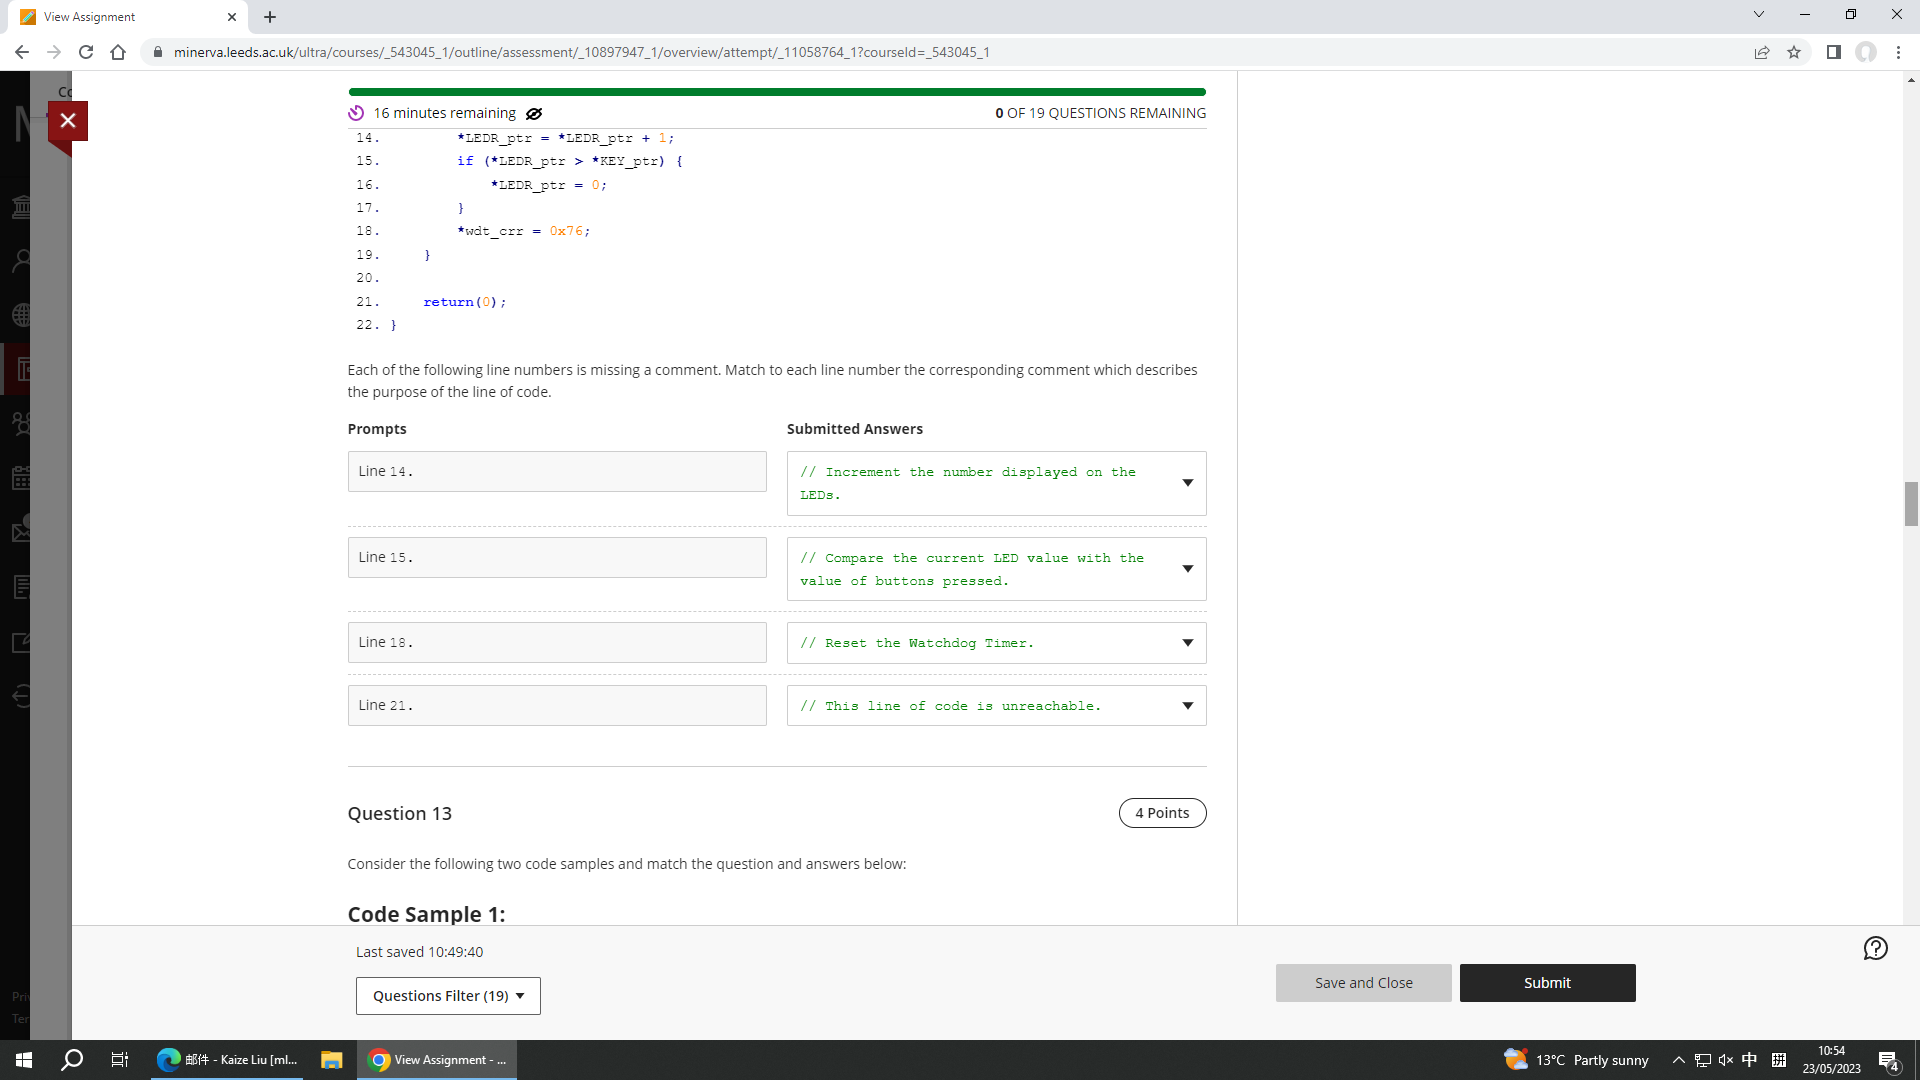 View Assignment
minerva.leeds.ac.uk/ultra/courses/_543045_1/outline/assessment/_10897947_1/overview/attempt/_11058764_1?courseId=_543045_1
16 minutes remaining
0 OF 19 QUESTIONS REMAINING
14. *LEDR_ptr = *LEDR_ptr + 1;
15. if (*LEDR_ptr > *KEY_ptr) {
16. *LEDR_ptr = 0;
17. }
18. *wdt_crr = 0x76;
19. }
20.
21. return(0);
22. }
Each of the following line numbers is missing a comment. Match to each line number the corresponding comment which describes
the purpose of the line of code.
Prompts
Submitted Answers
Line 14.
// Increment the number displayed on the
LEDs.
Line 15.
// Compare the current LED value with the
value of buttons pressed.
Line 18.
// Reset the Watchdog Timer.
Line 21.
// This line of code is unreachable.
Question 13
4 Points
Consider the following two code samples and match the question and answers below:
Code Sample 1:
Last saved 10:49:40
Questions Filter (19)
Save and Close
Submit
邮件 - Kaize Liu [ml...
View Assignment - ...
13°C Partly sunny
中
拼
10:54
23/05/2023
4